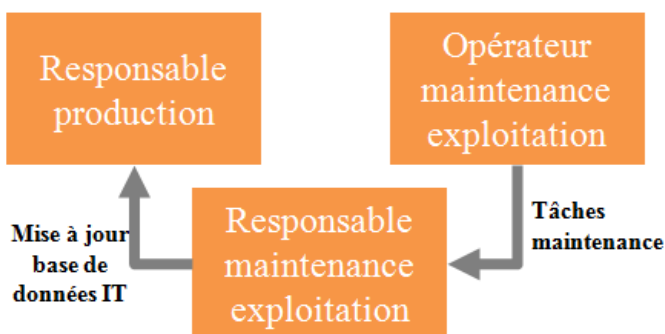 Responsable
production
Opérateur
maintenance
exploitation
Mise à jour
base de
données IT
Responsable
maintenance
exploitation
Tâches
maintenance